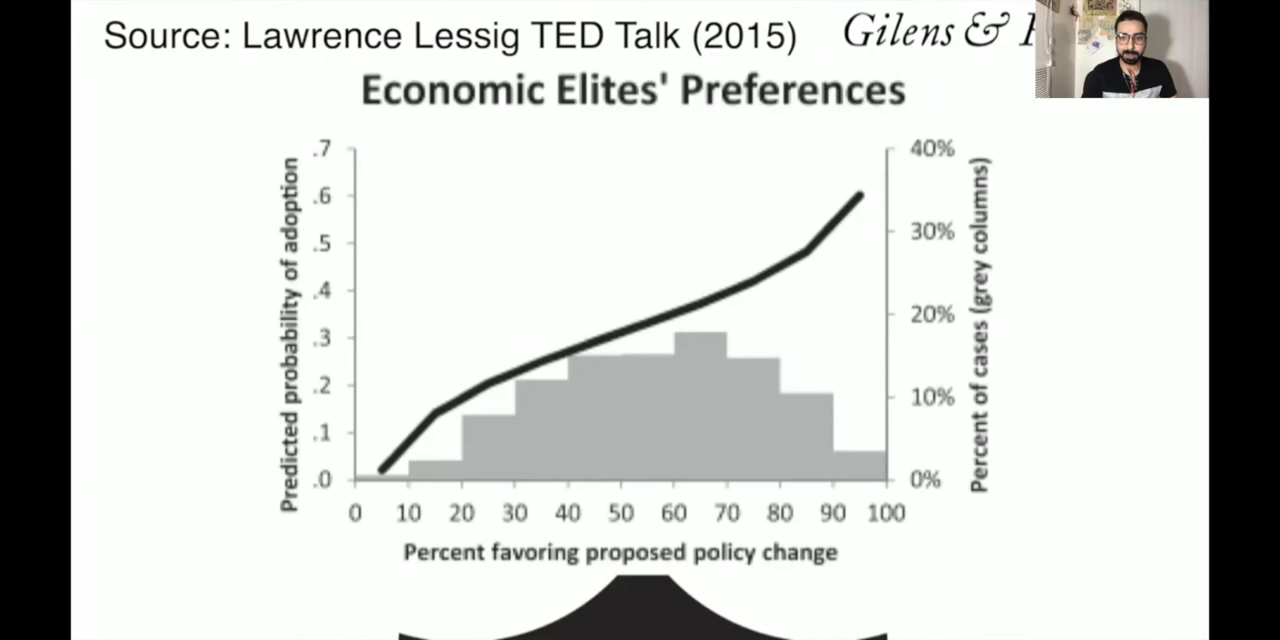 Source: Lawrence Lessig TED Talk (2015) Gilens &
Economic Elites' Preferences
Predicted probability of adoption
.7
.6
.5
.4
.3
.2
.1
.0
40%
30%
20%
10%
0%
Percent of cases (grey columns)
0 10 20 30 40 50 60 70 80 90 100
Percent favoring proposed policy change